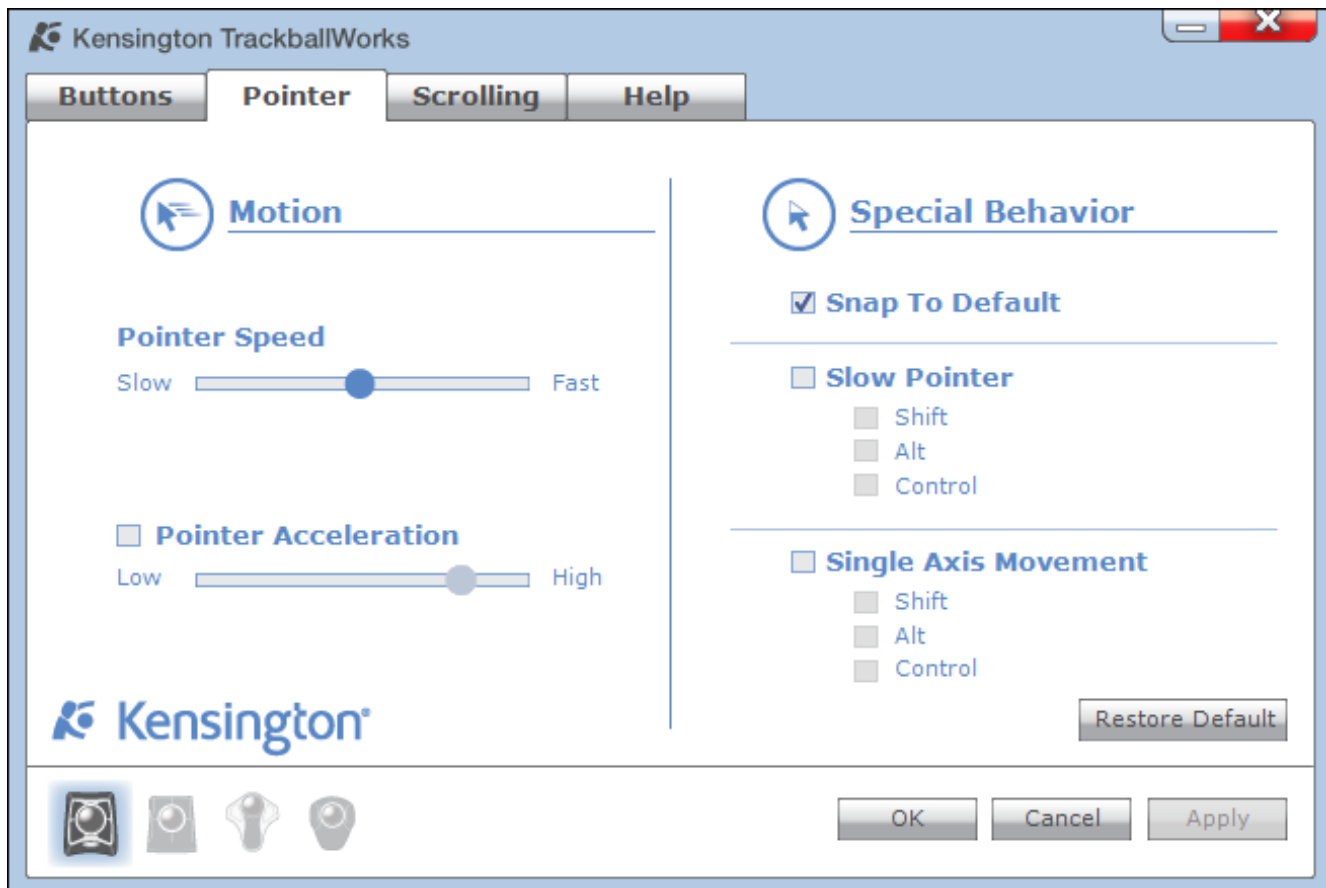 Kensington TrackballWorks
Buttons
Pointer
Scrolling
Help
Motion
Pointer Speed
Slow
Fast
Pointer Acceleration
Low
High
Special Behavior
Snap To Default
Slow Pointer
Shift
Alt
Control
Single Axis Movement
Shift
Alt
Control
Kensington®
Restore Default
OK
Cancel
Apply